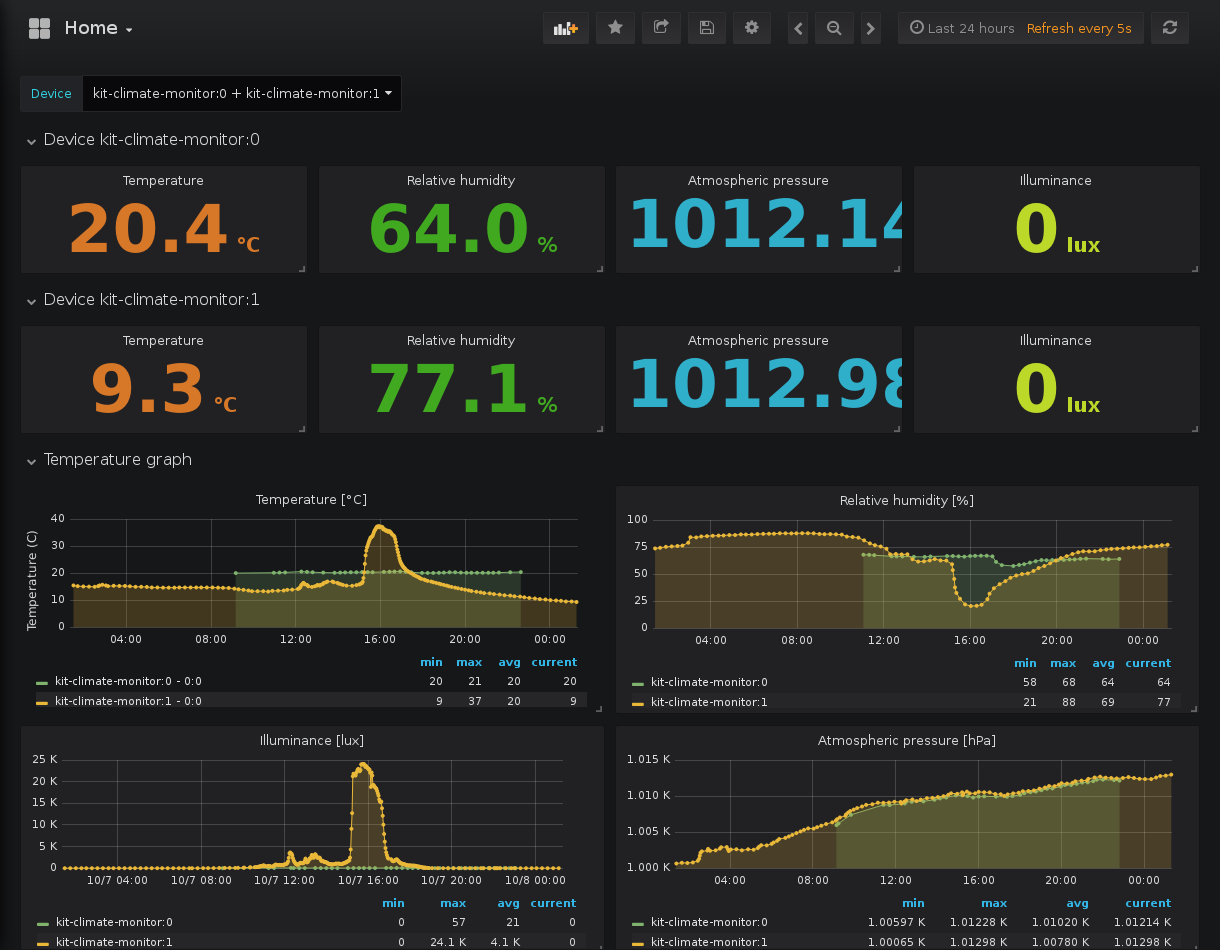 Home
Last 24 hours Refresh every 5s
Device kit-climate-monitor:0 + kit-climate-monitor:1
Device kit-climate-monitor:0
Temperature Relative humidity Atmospheric pressure Illuminance
20.4 °C 64.0 % 1012.14 0 lux
Device kit-climate-monitor:1
Temperature Relative humidity Atmospheric pressure Illuminance
9.3 °C 77.1 % 1012.98 0 lux
Temperature graph
Temperature [°C]
Temperature (C)
40
30
20
10
0
04:00 08:00 12:00 16:00 20:00 00:00
min max avg current
kit-climate-monitor:0 - 0:0 20 21 20 20
kit-climate-monitor:1 - 0:0 9 37 20 9
Relative humidity [%]
100
75
50
25
0
04:00 08:00 12:00 16:00 20:00 00:00
min max avg current
kit-climate-monitor:0 58 68 64 64
kit-climate-monitor:1 21 88 69 77
Illuminance [lux]
25 K
20 K
15 K
10 K
5 K
0
10/7 04:00 10/7 08:00 10/7 12:00 10/7 16:00 10/7 20:00 10/8 00:00
min max avg current
kit-climate-monitor:0 0 57 21 0
kit-climate-monitor:1 0 24.1 K 4.1 K 0
Atmospheric pressure [hPa]
1.015 K
1.010 K
1.005 K
1.000 K
04:00 08:00 12:00 16:00 20:00 00:00
min max avg current
kit-climate-monitor:0 1.00597 K 1.01228 K 1.01020 K 1.01214 K
kit-climate-monitor:1 1.00065 K 1.01298 K 1.00780 K 1.01298 K